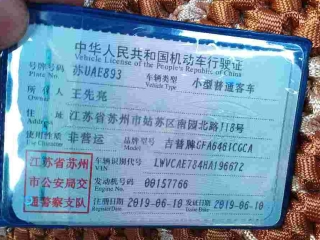 中华人民共和国机动车行驶证
Vehicle License of the People's Republic of China
号牌号码 苏UAE893 车辆类型 小型普通客车
Plate No. Vehicle Type
所有人 王先亮
Owner
住址 江苏省苏州市姑苏区南园北路118号
Address
使用性质 非营运 品牌型号 吉普牌GFA6461CGCA
Use Character Model
江苏省苏州
市公安局交
通警察支队
车辆识别代号 LWVCAE784HA196672
VIN
发动机号码 00157766
Engine No.
注册日期 2019-06-10 发证日期 2019-06-10
Register Date Issue Date